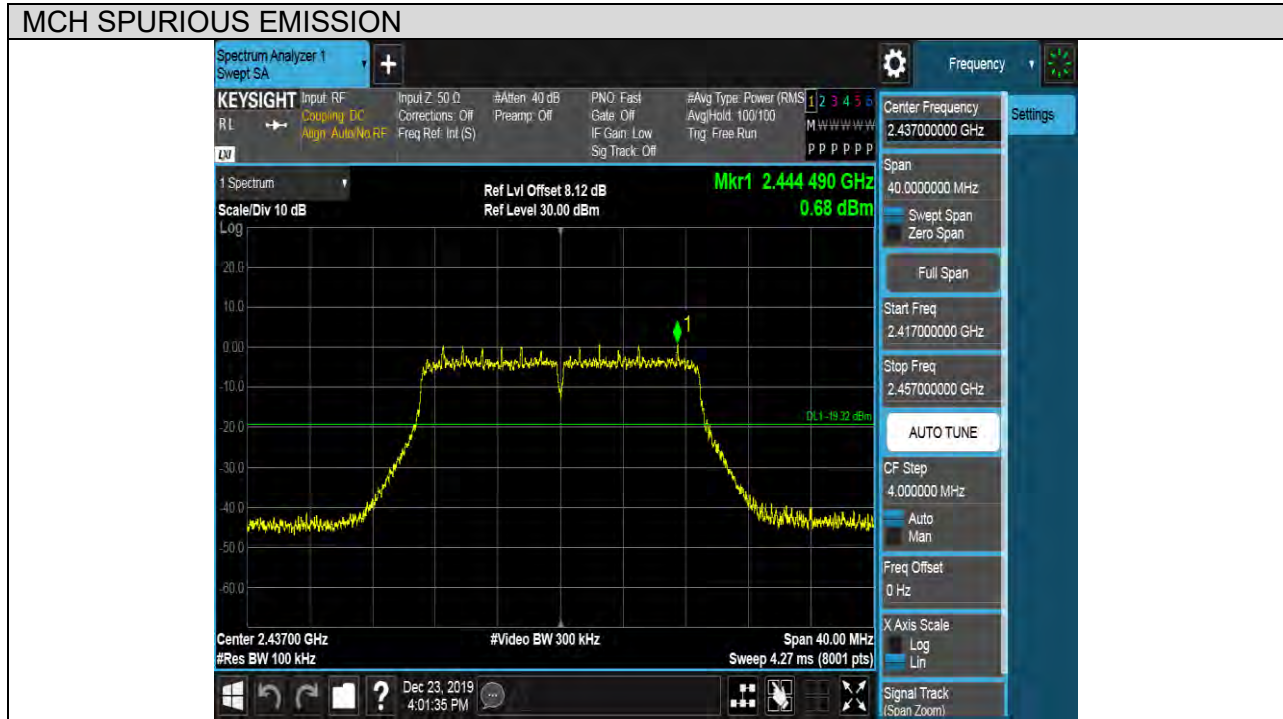 MCH SPURIOUS EMISSION
Spectrum Analyzer 1
Swept SA
Frequency
KEYSIGHT
RL
LXI
Input: RF
Coupling: DC
Align: Auto/No RF
Input Z: 50 Ω
Corrections: Off
Freq Ref: Int (S)
#Atten: 40 dB
Preamp: Off
PNO: Fast
Gate: Off
IF Gain: Low
Sig Track: Off
#Avg Type: Power (RMS
Avg|Hold: 100/100
Trig: Free Run
1 2 3 4 5 6
M W W W W W
P P P P P P
1 Spectrum
Scale/Div 10 dB
Log
Ref Lvl Offset 8.12 dB
Ref Level 30.00 dBm
Mkr1 2.444 490 GHz
0.68 dBm
20.0
10.0
0.00
-10.0
-20.0
-30.0
-40.0
-50.0
-60.0
1
DL1 -19.32 dBm
Center 2.43700 GHz
#Res BW 100 kHz
#Video BW 300 kHz
Span 40.00 MHz
Sweep 4.27 ms (8001 pts)
Dec 23, 2019
4:01:35 PM
Center Frequency
2.437000000 GHz
Settings
Span
40.0000000 MHz
Swept Span
Zero Span
Full Span
Start Freq
2.417000000 GHz
Stop Freq
2.457000000 GHz
AUTO TUNE
CF Step
4.000000 MHz
Auto
Man
Freq Offset
0 Hz
X Axis Scale
Log
Lin
Signal Track
(Span Zoom)